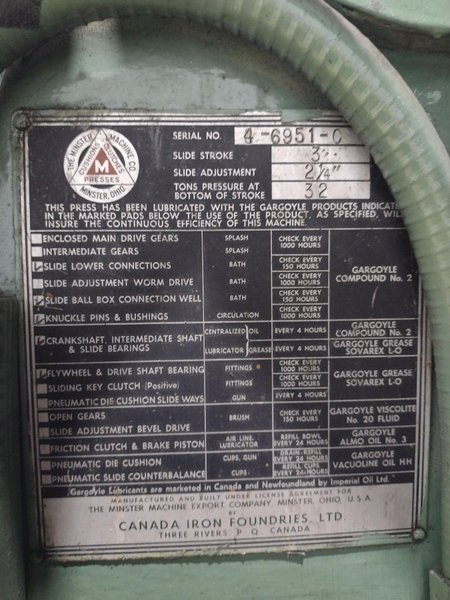 THE MINSTER MACHINE CO.
CUSHIONS CLUTCHES
M
PRESSES
MINSTER, OHIO
SERIAL NO. 4-6951-C
SLIDE STROKE 3"
SLIDE ADJUSTMENT 2 1/4"
TONS PRESSURE AT
BOTTOM OF STROKE 32
THIS PRESS HAS BEEN LUBRICATED WITH THE GARGOYLE PRODUCTS INDICATED
IN THE MARKED PADS BELOW THE USE OF THE PRODUCT, AS SPECIFIED, WILL
INSURE THE CONTINUOUS EFFICIENCY OF THIS MACHINE.
ENCLOSED MAIN DRIVE GEARS SPLASH CHECK EVERY 1000 HOURS
INTERMEDIATE GEARS SPLASH
SLIDE LOWER CONNECTIONS BATH CHECK EVERY 150 HOURS
SLIDE ADJUSTMENT WORM DRIVE BATH CHECK EVERY 1000 HOURS
GARGOYLE COMPOUND No. 2
SLIDE BALL BOX CONNECTION WELL BATH CHECK EVERY 150 HOURS
KNUCKLE PINS & BUSHINGS CIRCULATION CHECK EVERY 1000 HOURS
CRANKSHAFT, INTERMEDIATE SHAFT & SLIDE BEARINGS
CENTRALIZED LUBRICATOR
OIL EVERY 4 HOURS GARGOYLE COMPOUND No. 2
GREASE EVERY 4 HOURS GARGOYLE GREASE SOVAREX L-O
FLYWHEEL & DRIVE SHAFT BEARING FITTINGS CHECK EVERY 1000 HOURS
SLIDING KEY CLUTCH (Positive) FITTINGS CHECK EVERY 1000 HOURS
GARGOYLE GREASE SOVAREX L-O
PNEUMATIC DIE CUSHION SLIDE WAYS GUN EVERY 4 HOURS
OPEN GEARS BRUSH CHECK EVERY 150 HOURS GARGOYLE VISCOLITE No. 20 FLUID
SLIDE ADJUSTMENT BEVEL DRIVE
FRICTION CLUTCH & BRAKE PISTON AIR LINE LUBRICATOR REFILL BOWL EVERY 24 HOURS GARGOYLE ALMO OIL No. 3
PNEUMATIC DIE CUSHION CUPS, GUN DRAIN-REFILL EVERY 24 HOURS GARGOYLE VACUOLINE OIL HH
PNEUMATIC SLIDE COUNTERBALANCE CUPS REFILL CUPS EVERY 24 HOURS
Gargoyle Lubricants are marketed in Canada and Newfoundland by Imperial Oil Ltd.
MANUFACTURED AND BUILT UNDER LICENSE AGREEMENT FOR
THE MINSTER MACHINE EXPORT COMPANY MINSTER, OHIO, U.S.A.
BY
CANADA IRON FOUNDRIES, LTD.
THREE RIVERS P Q. CANADA